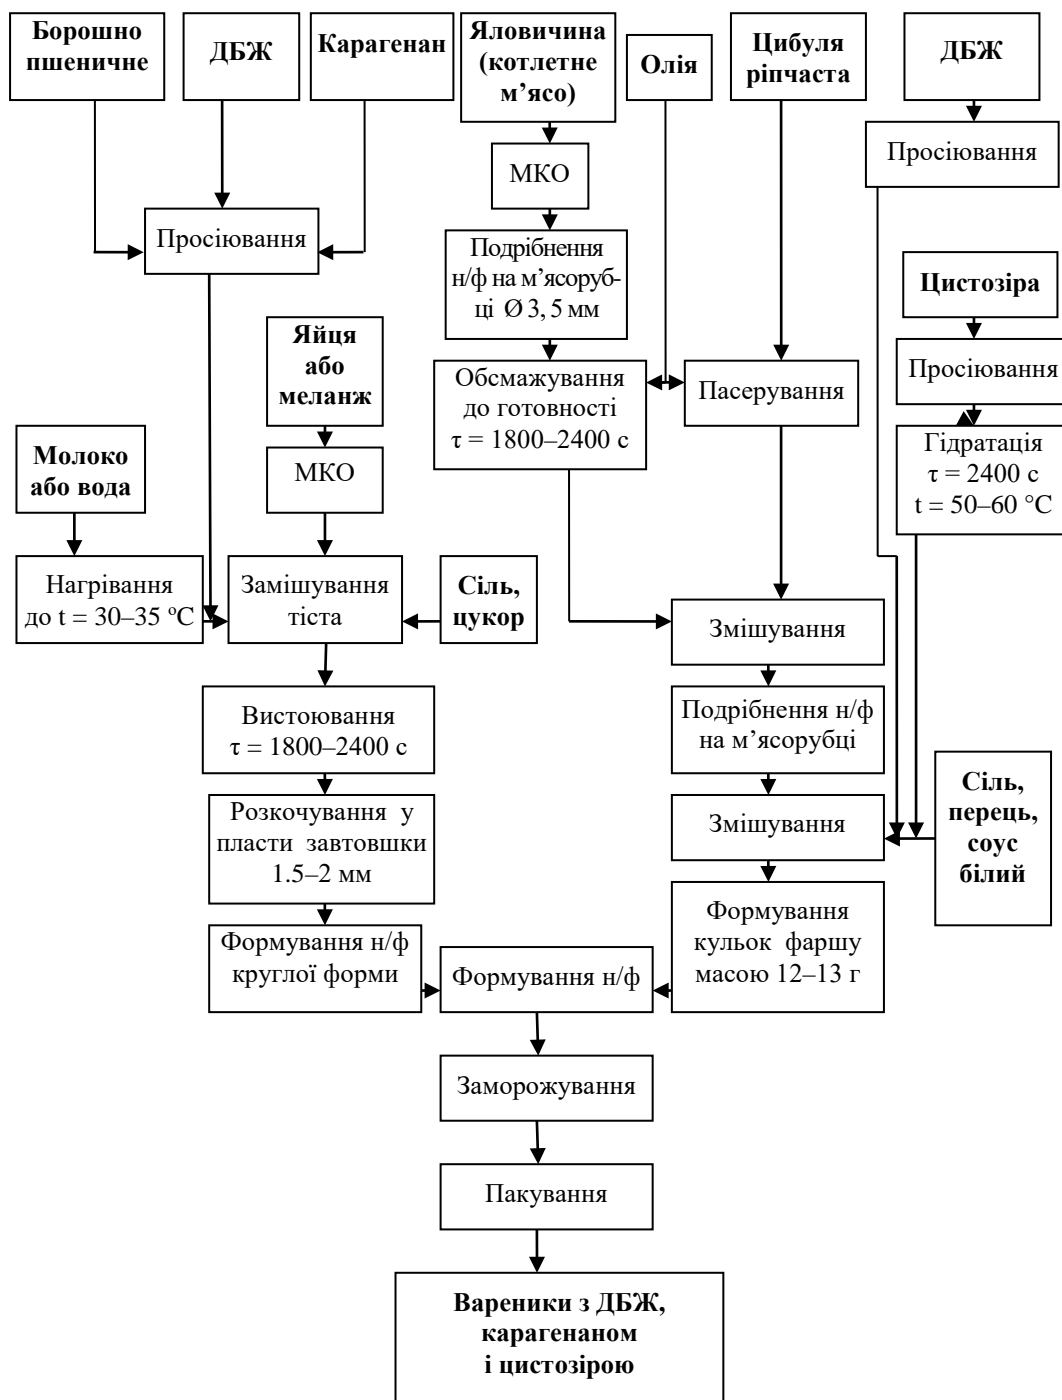 Борошно
пшеничне
ДБЖ
Карагенан
Яловичина
(котлетне
м’ясо)
Олія
Цибуля
ріпчаста
ДБЖ
Просіювання
МКО
Просіювання
Подрібнення
н/ф на м’ясоруб-
ці Ø 3, 5 мм
Цистозіра
Яйця
або
меланж
Обсмажування
до готовності
τ = 1800–2400 с
Пасерування
Просіювання
Молоко
або вода
МКО
Гідратація
τ = 2400 с
t = 50–60 °С
Нагрівання
до t = 30–35 ºС
Замішування
тіста
Сіль,
цукор
Змішування
Вистоювання
τ = 1800–2400 с
Подрібнення н/ф
на м’ясорубці
Розкочування у
пласти завтовшки
1.5–2 мм
Змішування
Сіль,
перець,
соус
білий
Формування н/ф
круглої форми
Формування н/ф
Формування
кульок фаршу
масою 12–13 г
Заморожування
Пакування
Вареники з ДБЖ,
карагенаном
і цистозірою